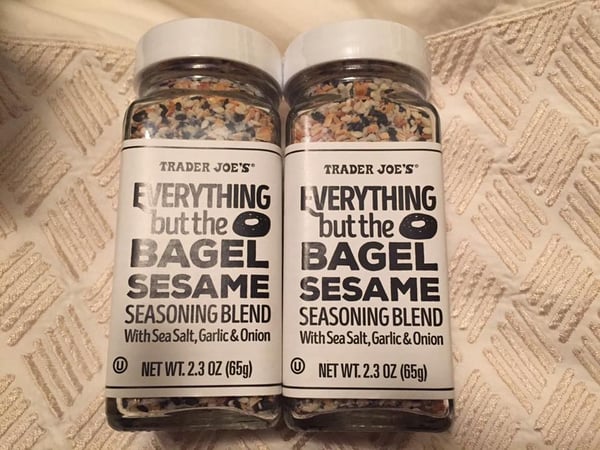 TRADER JOE'S®
EVERYTHING
but the
BAGEL
SESAME
SEASONING BLEND
With Sea Salt, Garlic & Onion
U NET WT. 2.3 OZ (65g)
TRADER JOE'S®
EVERYTHING
but the
BAGEL
SESAME
SEASONING BLEND
With Sea Salt, Garlic & Onion
U NET WT. 2.3 OZ (65g)